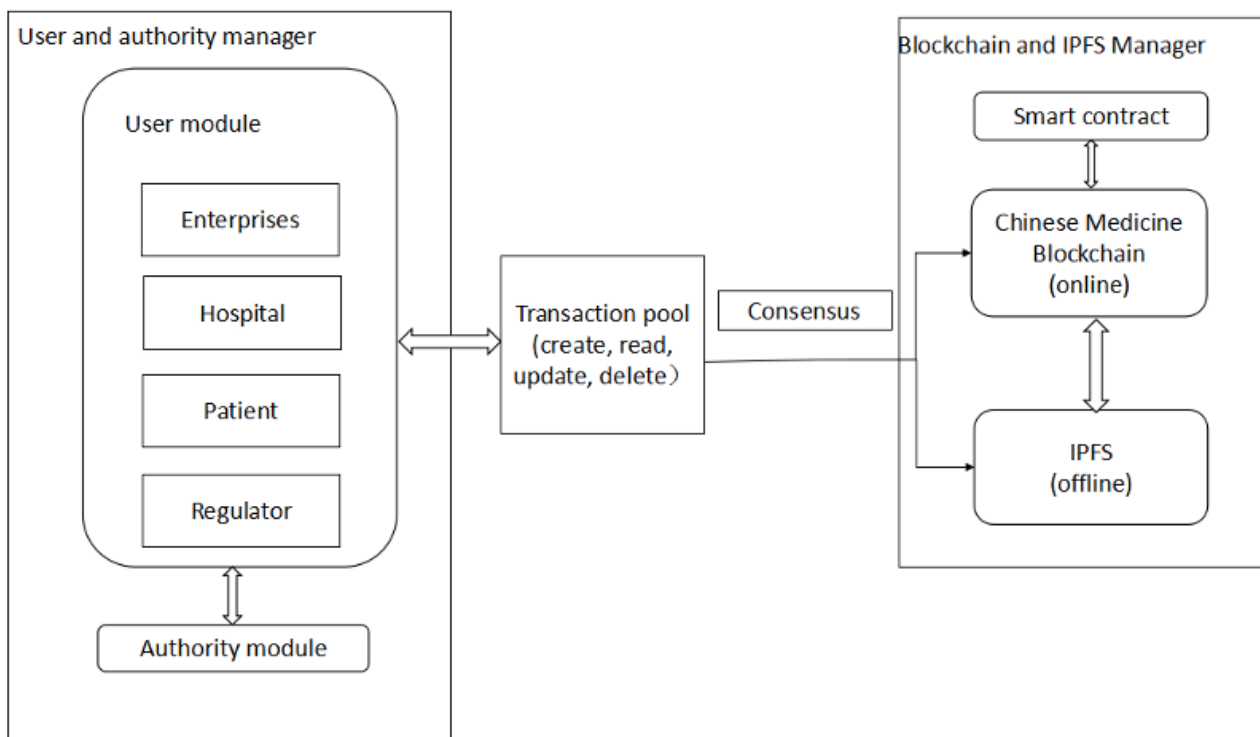 User and authority manager
User module
Enterprises
Hospital
Patient
Regulator
Authority module
Transaction pool
(create, read,
update, delete）
Consensus
Blockchain and IPFS Manager
Smart contract
Chinese Medicine
Blockchain
(online)
IPFS
(offline)